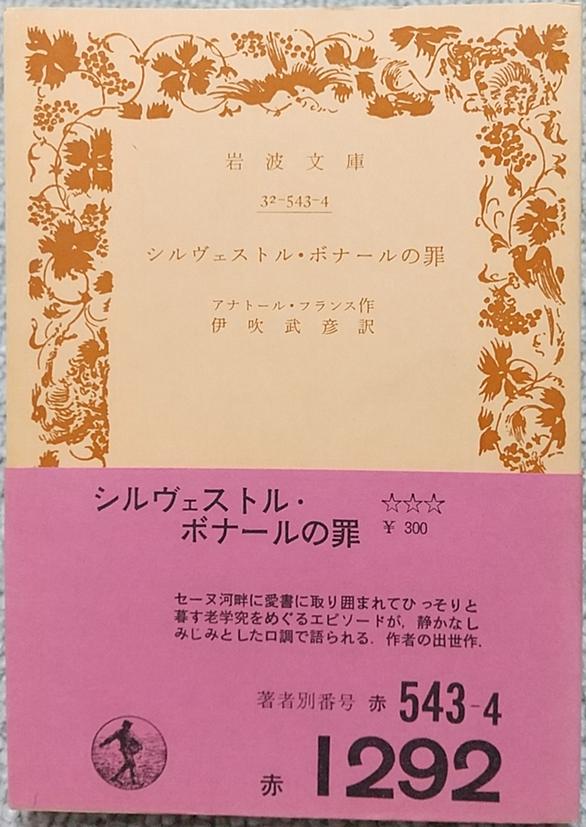 岩波文庫
32-543-4
シルヴェストル・ボナールの罪
アナトール・フランス作
伊吹武彦訳
シルヴェストル・
ボナールの罪
☆☆☆
¥ 300
セーヌ河畔に愛書に取り囲まれてひっそりと
暮す老学究をめぐるエピソードが，静かなし
みじみとした口調で語られる．作者の出世作．
著者別番号 赤 543-4
赤 1292